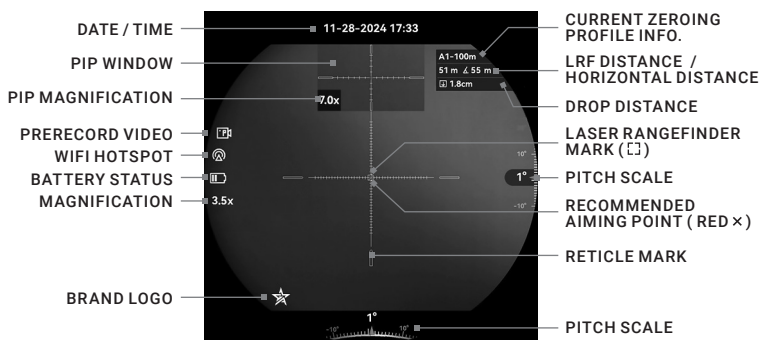 DATE / TIME
PIP WINDOW
PIP MAGNIFICATION
PRERECORD VIDEO
WIFI HOTSPOT
BATTERY STATUS
MAGNIFICATION
BRAND LOGO
11-28-2024 17:33
7.0x
A1-100m
51 m ∡ 55 m
1.8cm
P
3.5x
10°
1°
-10°
1°
-10°
10°
CURRENT ZEROING
PROFILE INFO.
LRF DISTANCE /
HORIZONTAL DISTANCE
DROP DISTANCE
LASER RANGEFINDER
MARK ( )
PITCH SCALE
RECOMMENDED
AIMING POINT ( RED × )
RETICLE MARK
PITCH SCALE